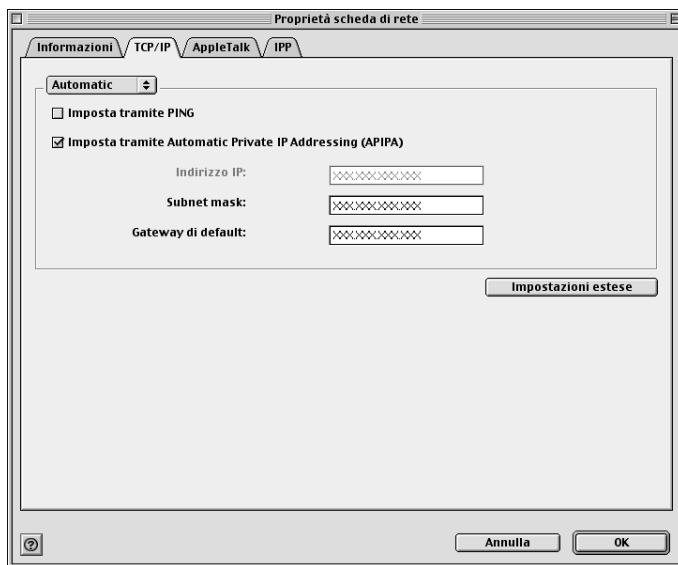 Proprietà scheda di rete
Informazioni TCP/IP AppleTalk IPP
Automatic
Imposta tramite PING
Imposta tramite Automatic Private IP Addressing (APIPA)
Indirizzo IP: XXX.XXX.XXX.XXX
Subnet mask: XXX.XXX.XXX.XXX
Gateway di default: XXX.XXX.XXX.XXX
Impostazioni estese
? Annulla OK